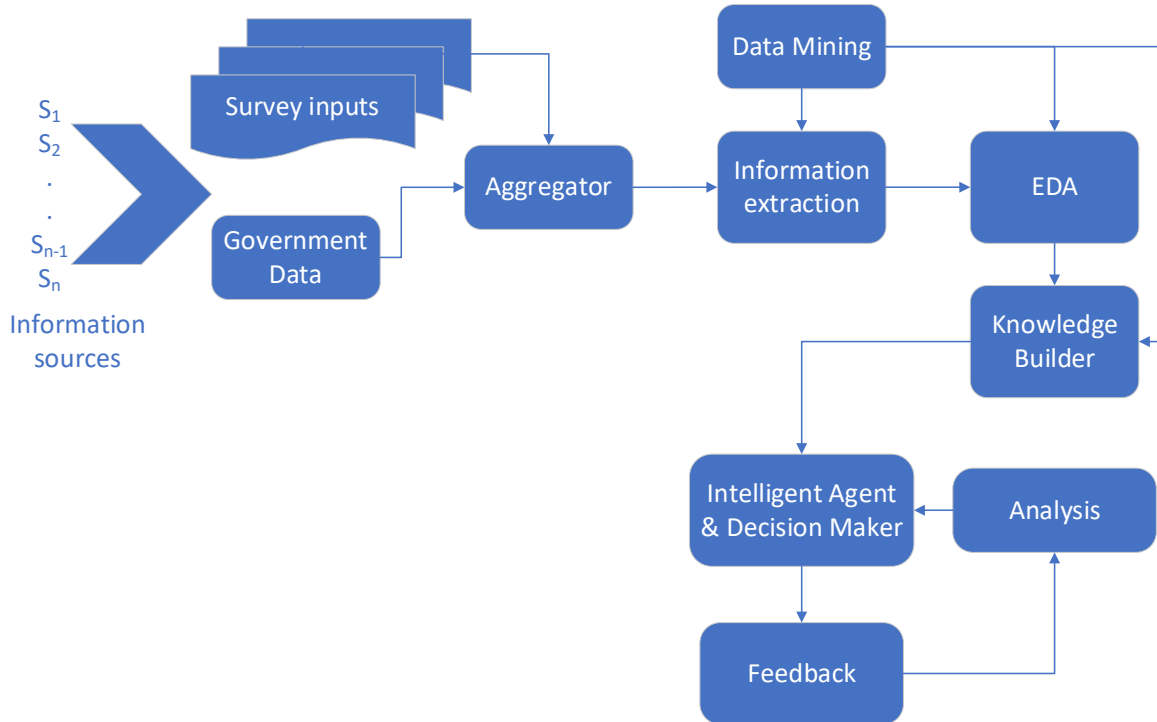 S1
S2
.
.
Sn-1
Sn
Information
sources
Survey inputs
Government
Data
Aggregator
Data Mining
Information
extraction
EDA
Knowledge
Builder
Intelligent Agent
& Decision Maker
Analysis
Feedback